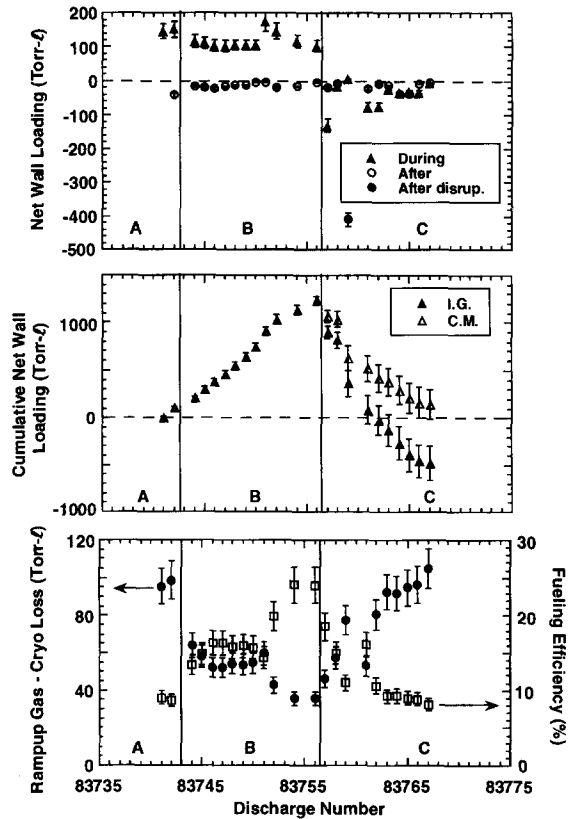 200
100
0
-100
-200
-300
-400
-500
Net Wall Loading (Torr-ℓ)
During
After
After disrup.
A
B
C
1000
0
-1000
Cumulative Net Wall
Loading (Torr-ℓ)
I.G.
C.M.
A
B
C
120
80
60
40
0
Rampup Gas - Cryo Loss (Torr-ℓ)
30
20
10
0
Fueling Efficiency (%)
A
B
C
83735
83745
83755
83765
83775
Discharge Number